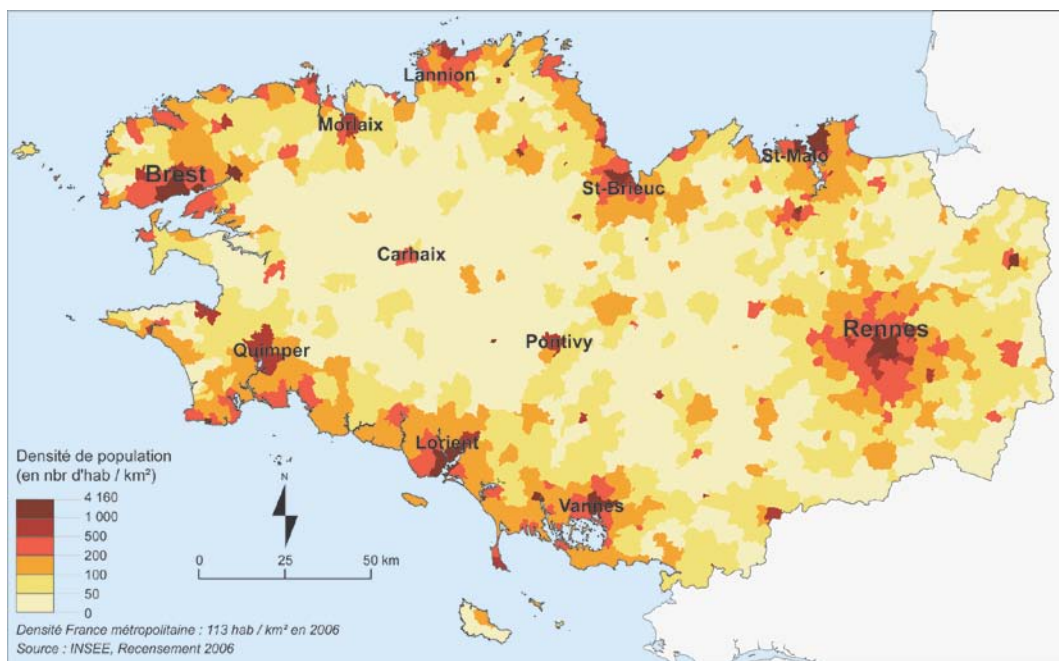 Lannion
Morlaix
St-Malo
Brest
St-Brieuc
Carhaix
Rennes
Pontivy
Quimper
Lorient
Vannes
Densité de population
(en nbr d'hab / km²)
4 160
1 000
500
200
100
50
0
N
0 25 50 km
Densité France métropolitaine : 113 hab / km² en 2006
Source : INSEE, Recensement 2006